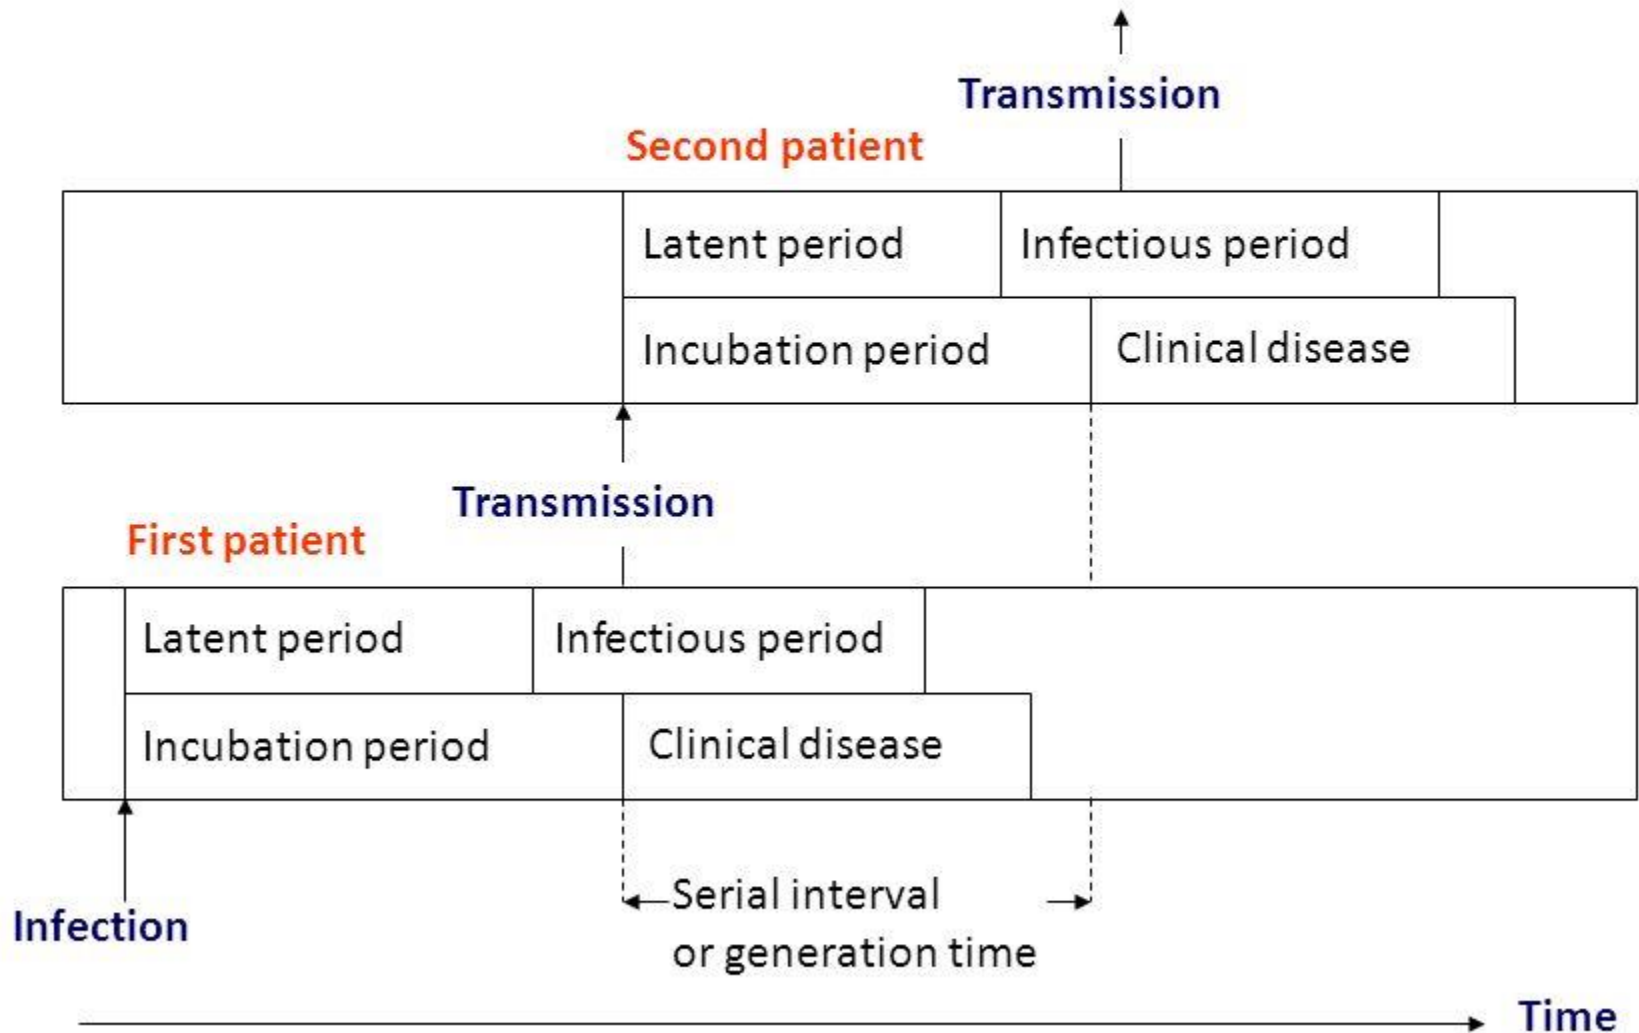 Transmission
Second patient
Latent period
Infectious period
Incubation period
Clinical disease
Transmission
First patient
Latent period
Infectious period
Incubation period
Clinical disease
Serial interval
or generation time
Infection
Time